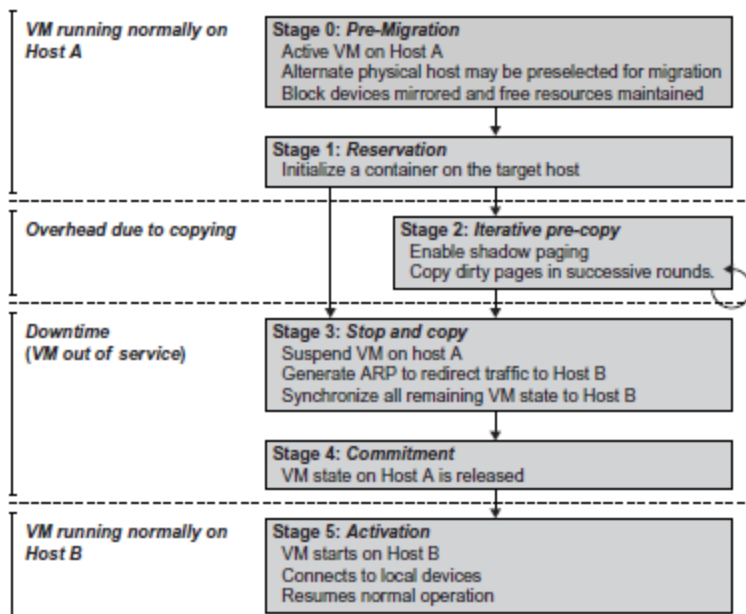 VM running normally on
Host A
Stage 0: Pre-Migration
Active VM on Host A
Alternate physical host may be preselected for migration
Block devices mirrored and free resources maintained
Stage 1: Reservation
Initialize a container on the target host
Overhead due to copying
Stage 2: Iterative pre-copy
Enable shadow paging
Copy dirty pages in successive rounds.
Downtime
(VM out of service)
Stage 3: Stop and copy
Suspend VM on host A
Generate ARP to redirect traffic to Host B
Synchronize all remaining VM state to Host B
Stage 4: Commitment
VM state on Host A is released
VM running normally on
Host B
Stage 5: Activation
VM starts on Host B
Connects to local devices
Resumes normal operation